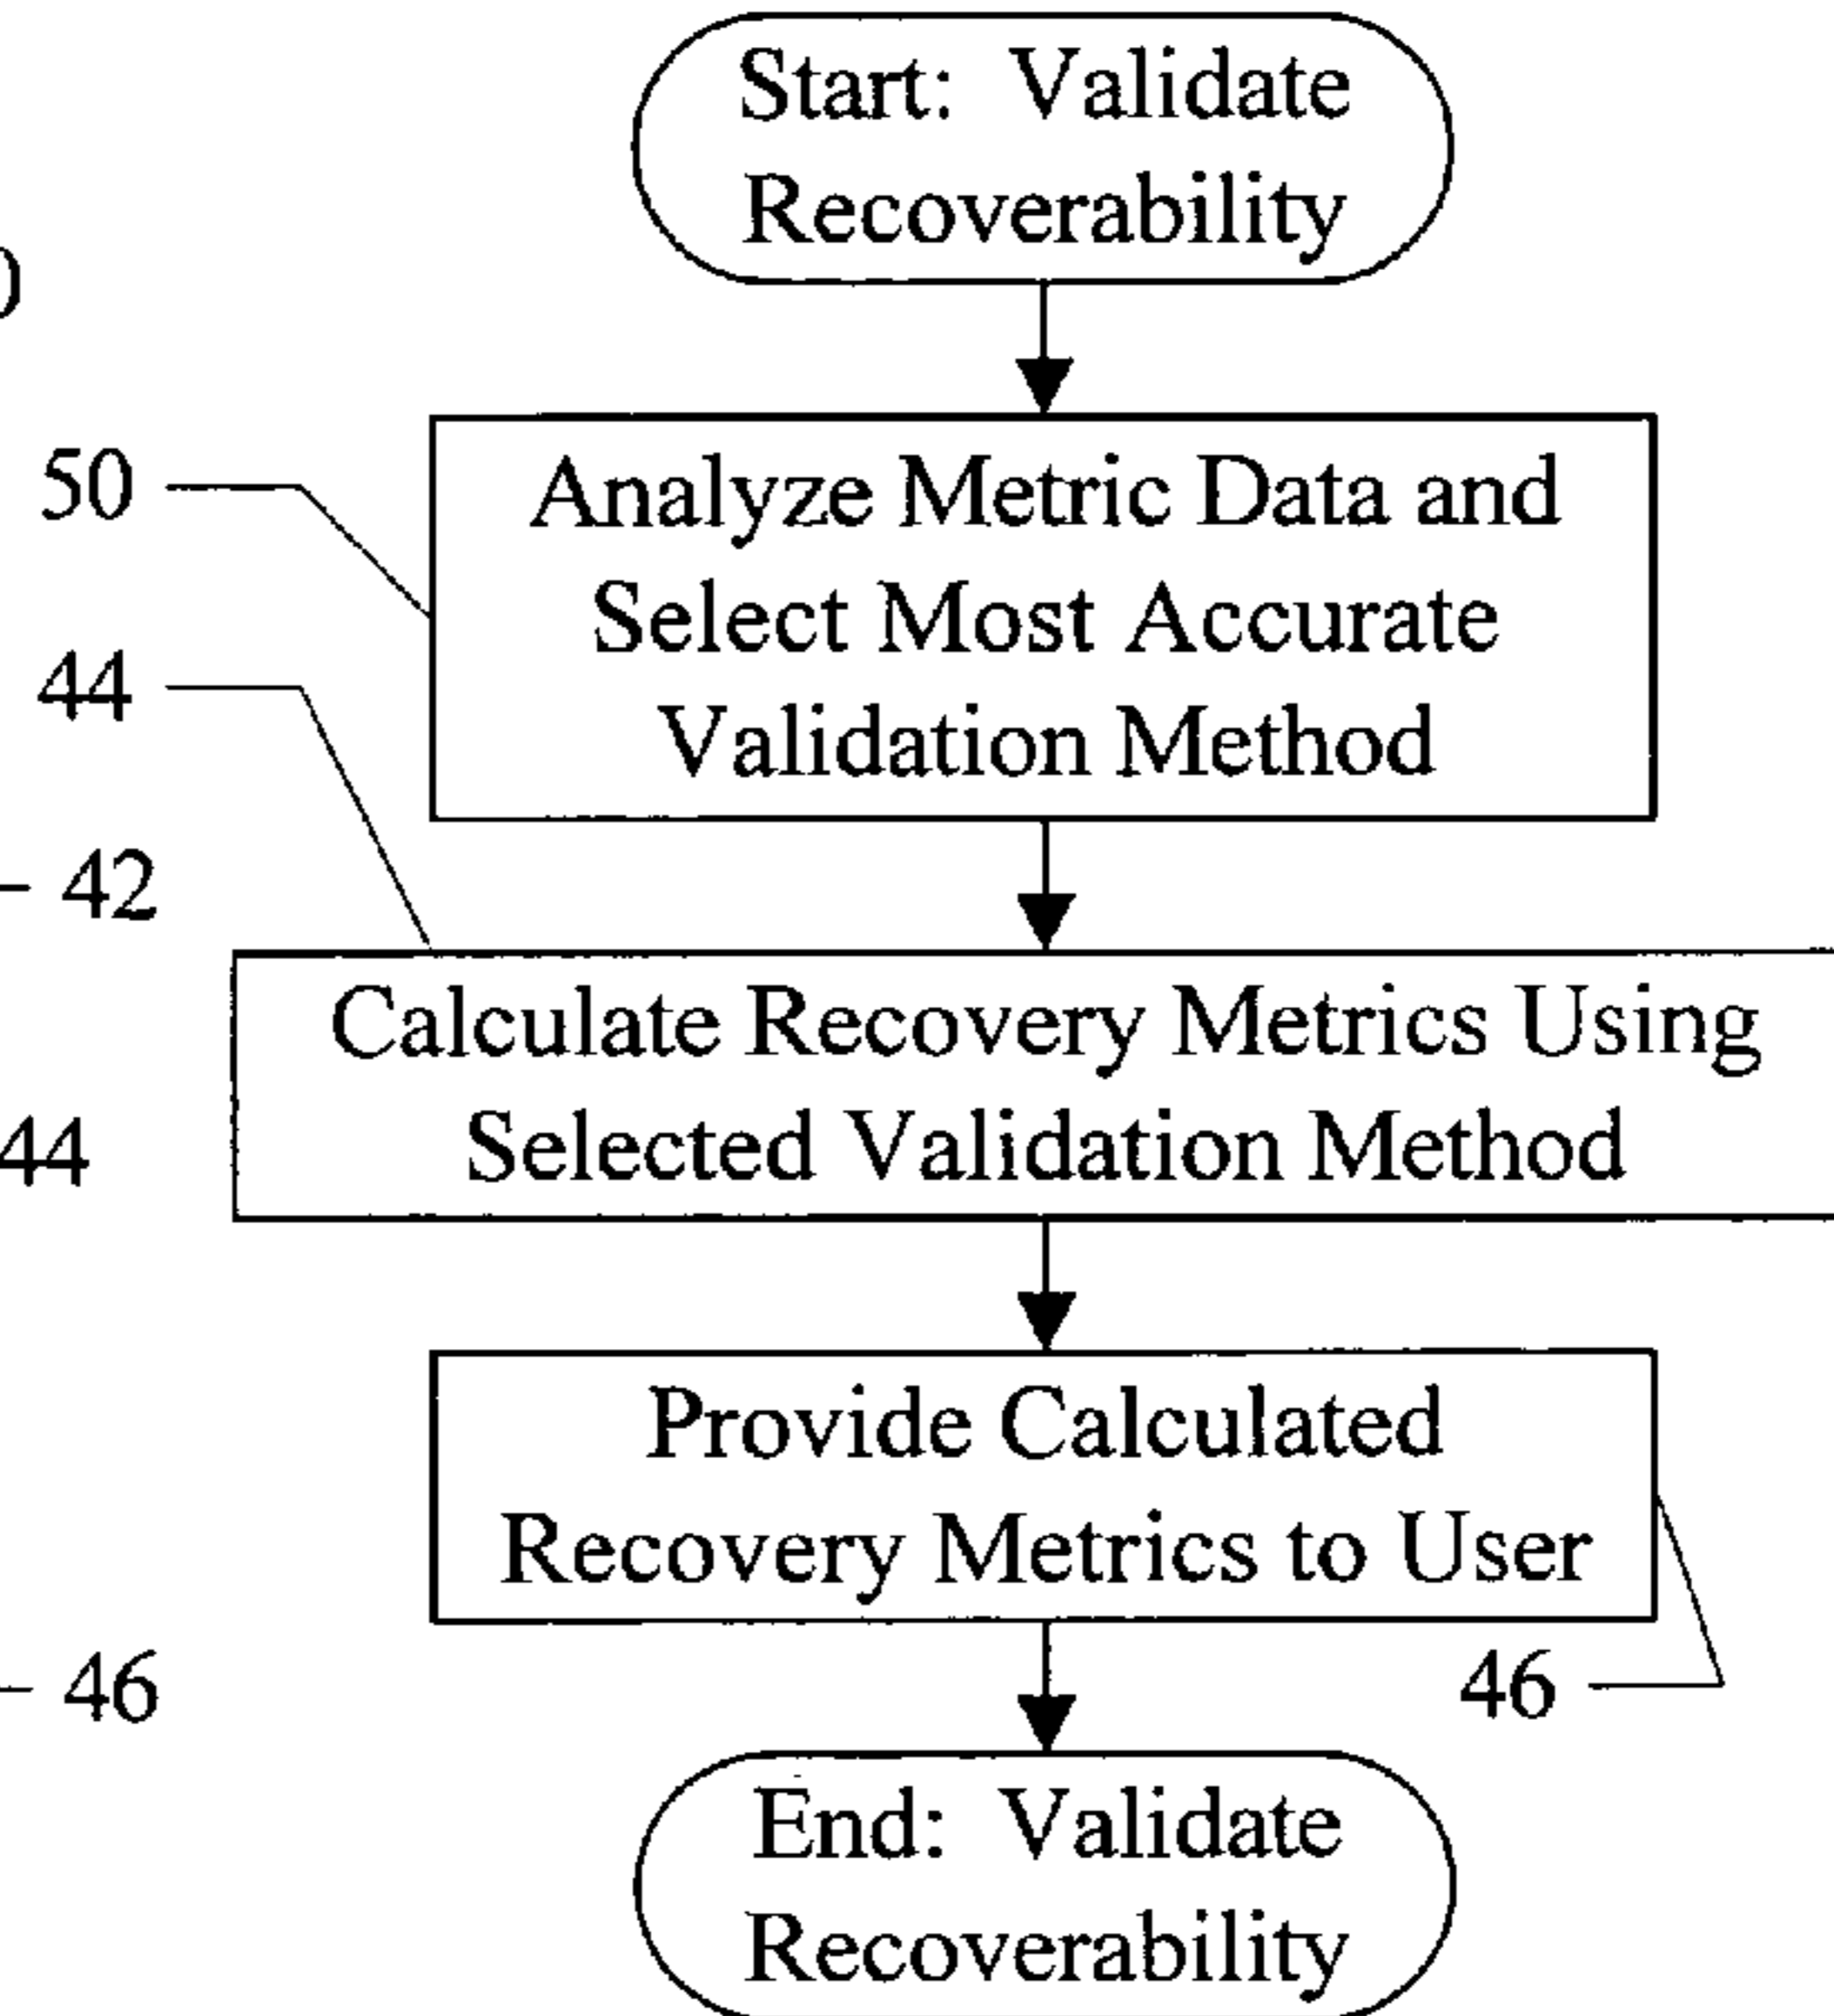 Start: Validate
Recoverability
50
Analyze Metric Data and
Select Most Accurate
Validation Method
44
42
Calculate Recovery Metrics Using
Selected Validation Method
44
Provide Calculated
Recovery Metrics to User
46
46
End: Validate
Recoverability